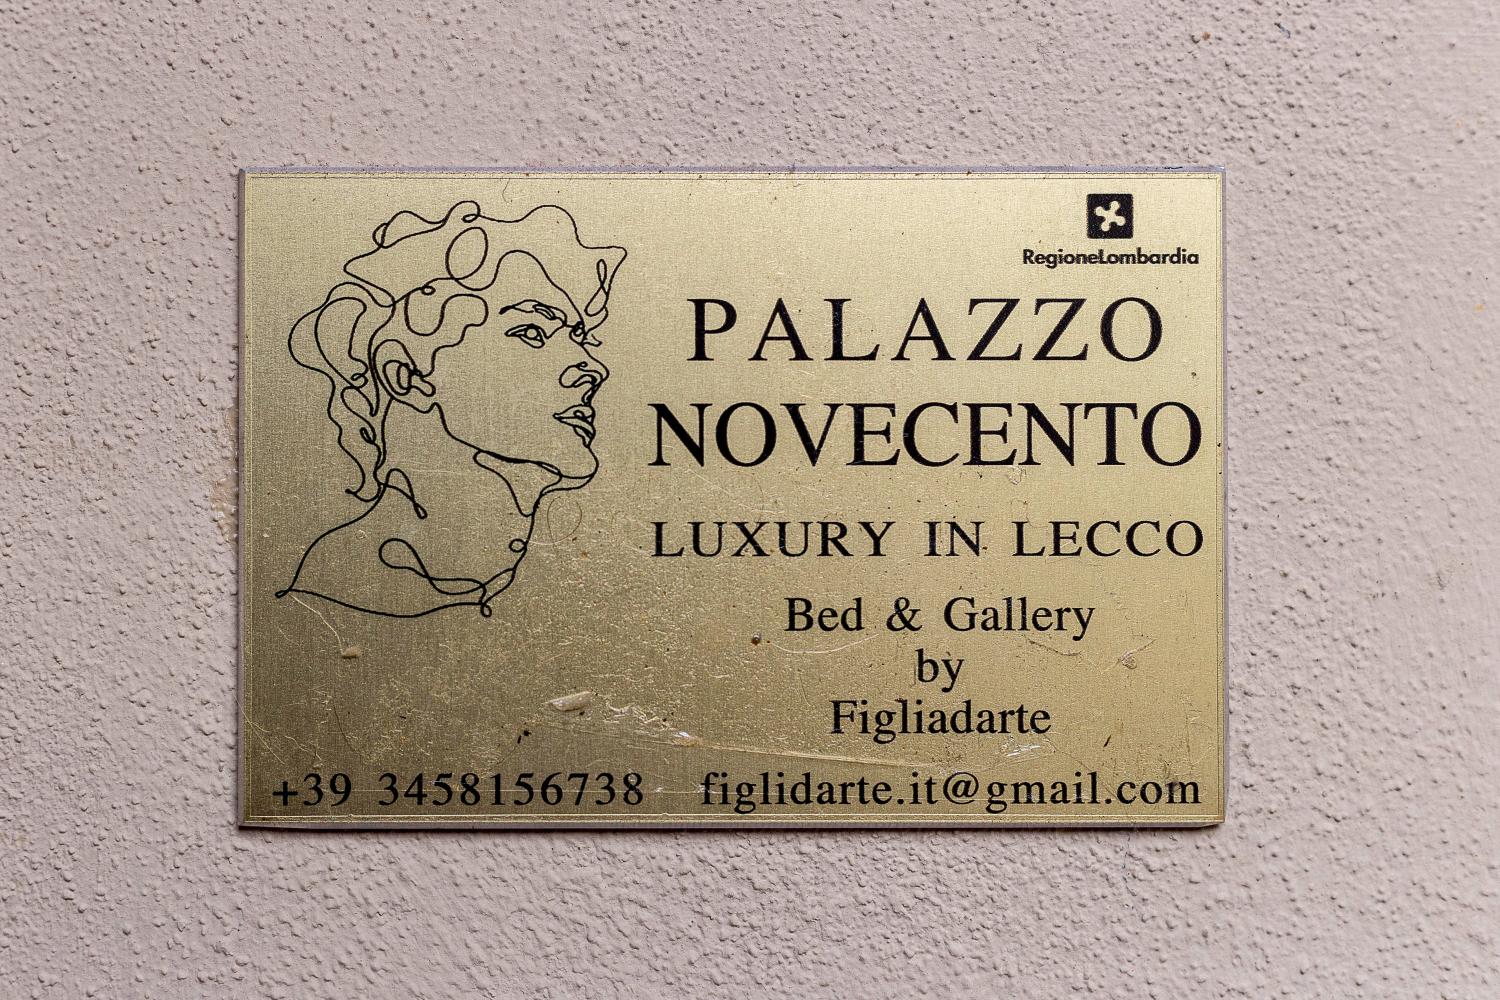 RegioneLombardia
PALAZZO
NOVECENTO
LUXURY IN LECCO
Bed & Gallery
by
Figliadarte
+39 3458156738 figlidarte.it@gmail.com